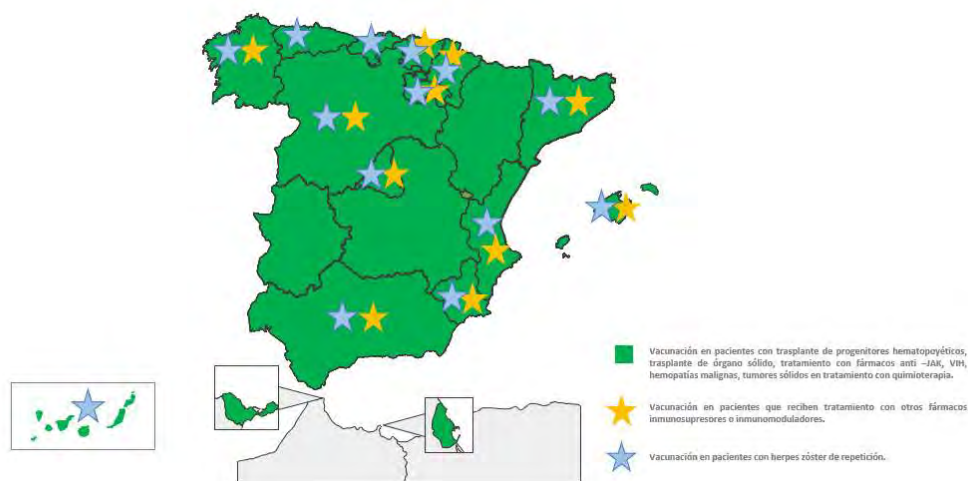 Vacunación en pacientes con trasplante de progenitores hematopoyéticos,
trasplante de órgano sólido, tratamiento con fármacos anti –JAK, VIH,
hemopatías malignas, tumores sólidos en tratamiento con quimioterapia.
Vacunación en pacientes que reciben tratamiento con otros fármacos
inmunosupresores o inmunomoduladores.
Vacunación en pacientes con herpes zóster de repetición.